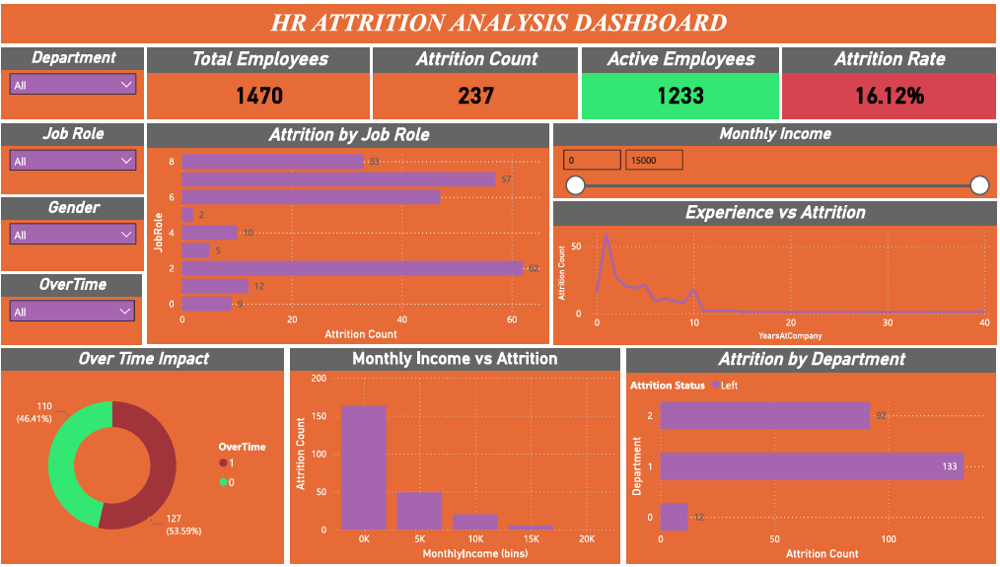 HR ATTRITION ANALYSIS DASHBOARD
Department
All
Total Employees
1470
Attrition Count
237
Active Employees
1233
Attrition Rate
16.12%
Job Role
All
Gender
All
OverTime
All
Attrition by Job Role
JobRole
8
6
4
2
0
33
57
2
10
5
62
12
9
0 20 40 60
Attrition Count
Monthly Income
0 15000
Experience vs Attrition
Attrition Count
50
0
0 10 20 30 40
YearsAtCompany
Over Time Impact
110
(46.41%)
127
(53.59%)
OverTime
1
0
Monthly Income vs Attrition
Attrition Count
200
150
100
50
0
0K 5K 10K 15K 20K
MonthlyIncome (bins)
Attrition by Department
Attrition Status Left
Department
2
1
0
92
133
12
0 50 100
Attrition Count